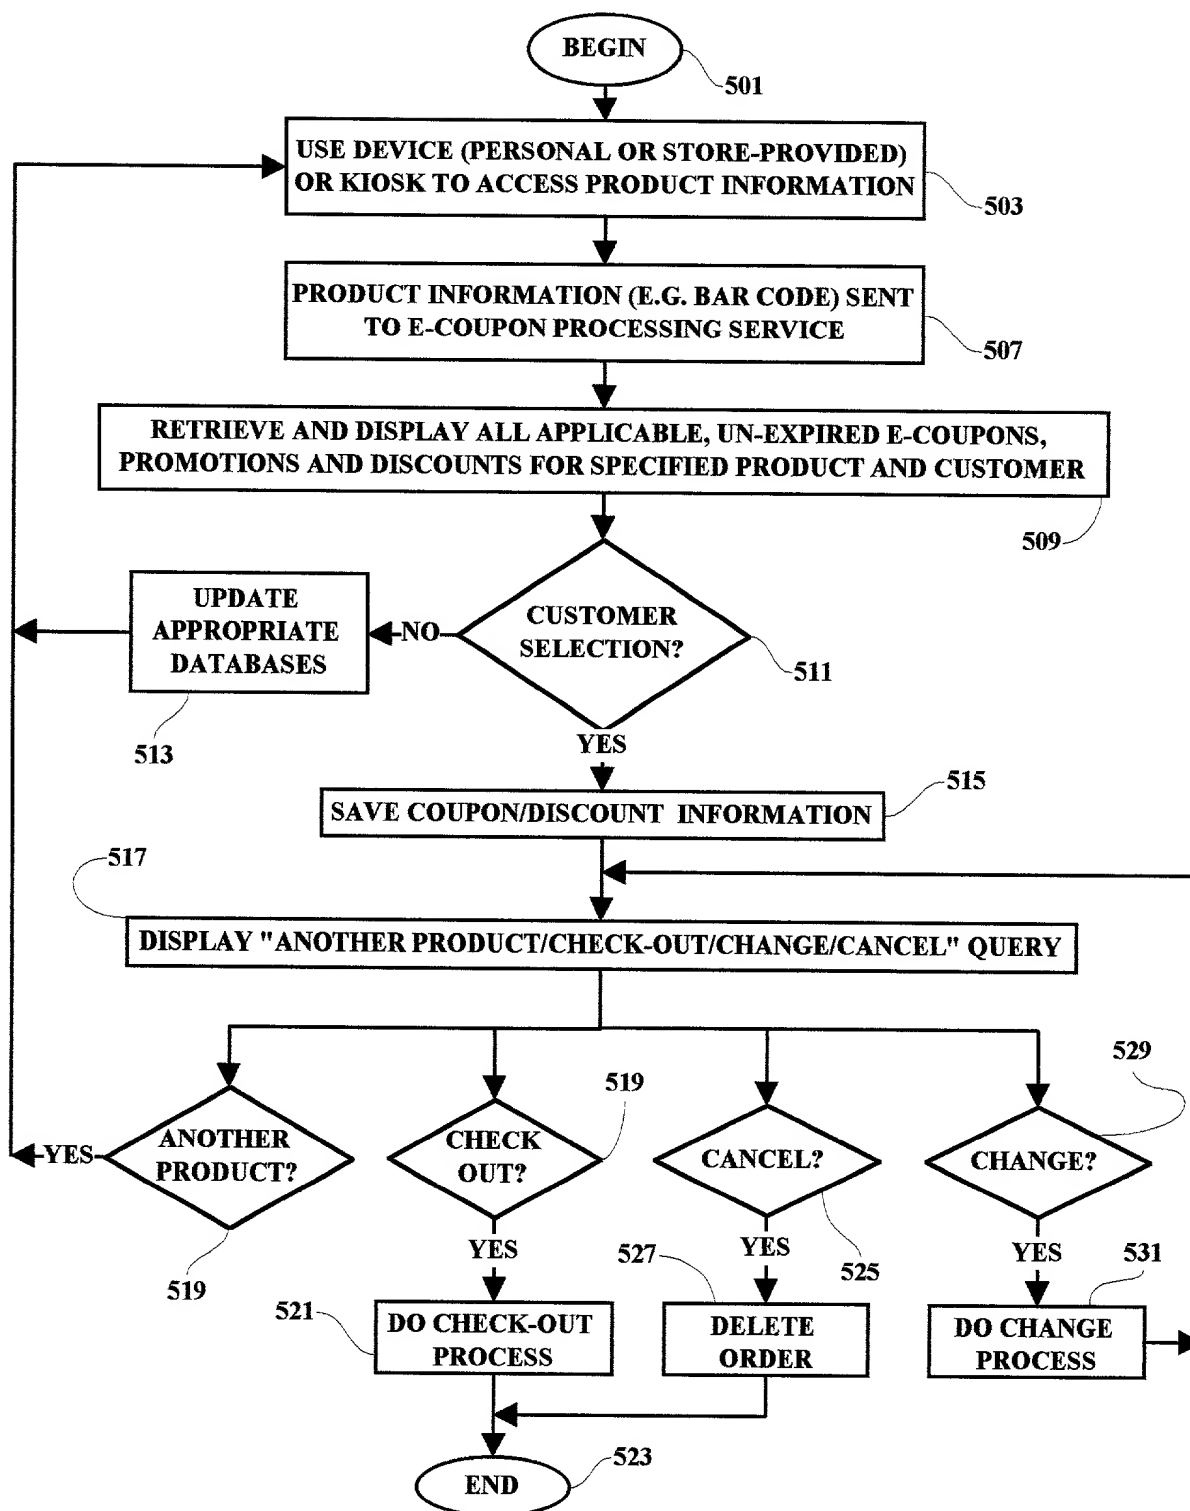 BEGIN
501
USE DEVICE (PERSONAL OR STORE-PROVIDED)
OR KIOSK TO ACCESS PRODUCT INFORMATION
503
PRODUCT INFORMATION (E.G. BAR CODE) SENT
TO E-COUPON PROCESSING SERVICE
507
RETRIEVE AND DISPLAY ALL APPLICABLE, UN-EXPIRED E-COUPONS,
PROMOTIONS AND DISCOUNTS FOR SPECIFIED PRODUCT AND CUSTOMER
509
UPDATE
APPROPRIATE
DATABASES
513
NO
CUSTOMER
SELECTION?
511
YES
515
SAVE COUPON/DISCOUNT INFORMATION
517
DISPLAY "ANOTHER PRODUCT/CHECK-OUT/CHANGE/CANCEL" QUERY
YES
ANOTHER
PRODUCT?
519
CHECK
OUT?
519
CANCEL?
525
CHANGE?
529
YES
YES
YES
521
DO CHECK-OUT
PROCESS
527
DELETE
ORDER
531
DO CHANGE
PROCESS
END
523